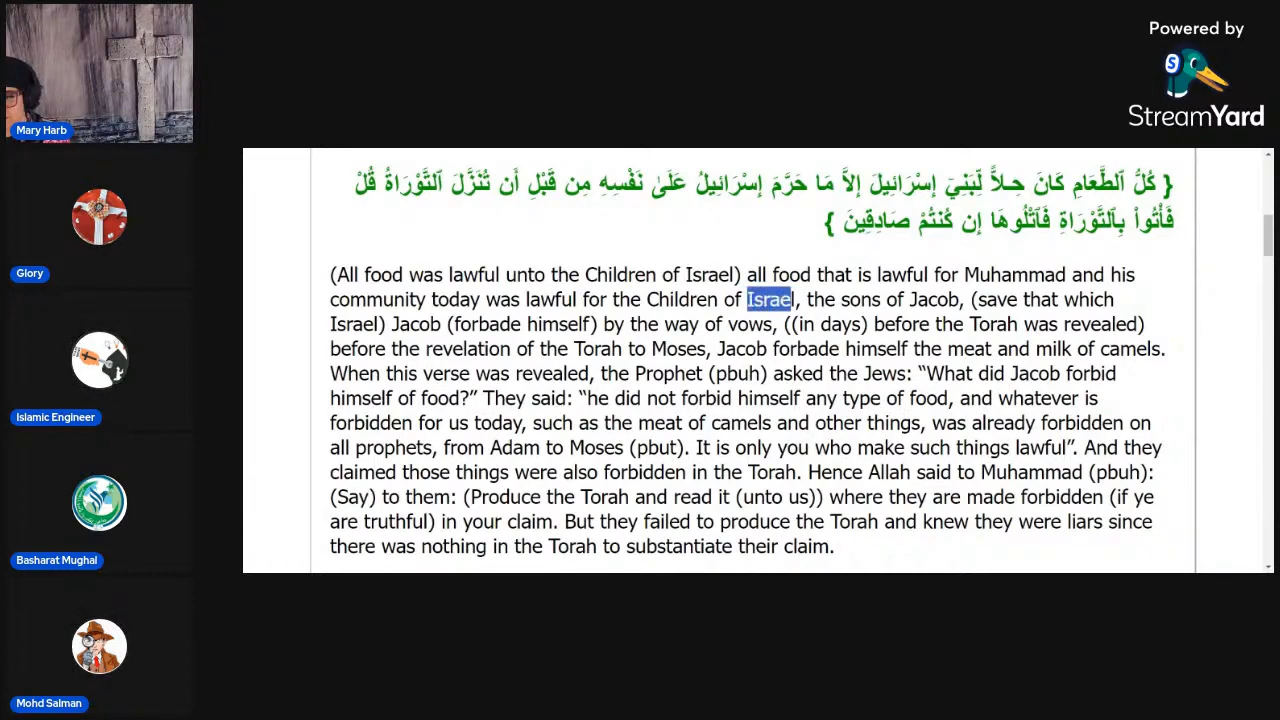 Powered by
StreamYard
Mary Harb
Glory
Islamic Engineer
Basharat Mughal
Mohd Salman
{ كُلُّ ٱلطَّعَامِ كَانَ حِـلاًّ لِّبَنِيۤ إِسْرَائِيلَ إِلاَّ مَا حَرَّمَ إِسْرَائِيلُ عَلَىٰ نَفْسِهِ مِن قَبْلِ أَن تُنَزَّلَ ٱلتَّوْرَاةُ قُلْ
فَأْتُواْ بِٱلتَّوْرَاةِ فَٱتْلُوهَا إِن كُنتُمْ صَادِقِينَ }
(All food was lawful unto the Children of Israel) all food that is lawful for Muhammad and his
community today was lawful for the Children of Israel, the sons of Jacob, (save that which
Israel) Jacob (forbade himself) by the way of vows, ((in days) before the Torah was revealed)
before the revelation of the Torah to Moses, Jacob forbade himself the meat and milk of camels.
When this verse was revealed, the Prophet (pbuh) asked the Jews: “What did Jacob forbid
himself of food?” They said: “he did not forbid himself any type of food, and whatever is
forbidden for us today, such as the meat of camels and other things, was already forbidden on
all prophets, from Adam to Moses (pbut). It is only you who make such things lawful”. And they
claimed those things were also forbidden in the Torah. Hence Allah said to Muhammad (pbuh):
(Say) to them: (Produce the Torah and read it (unto us)) where they are made forbidden (if ye
are truthful) in your claim. But they failed to produce the Torah and knew they were liars since
there was nothing in the Torah to substantiate their claim.